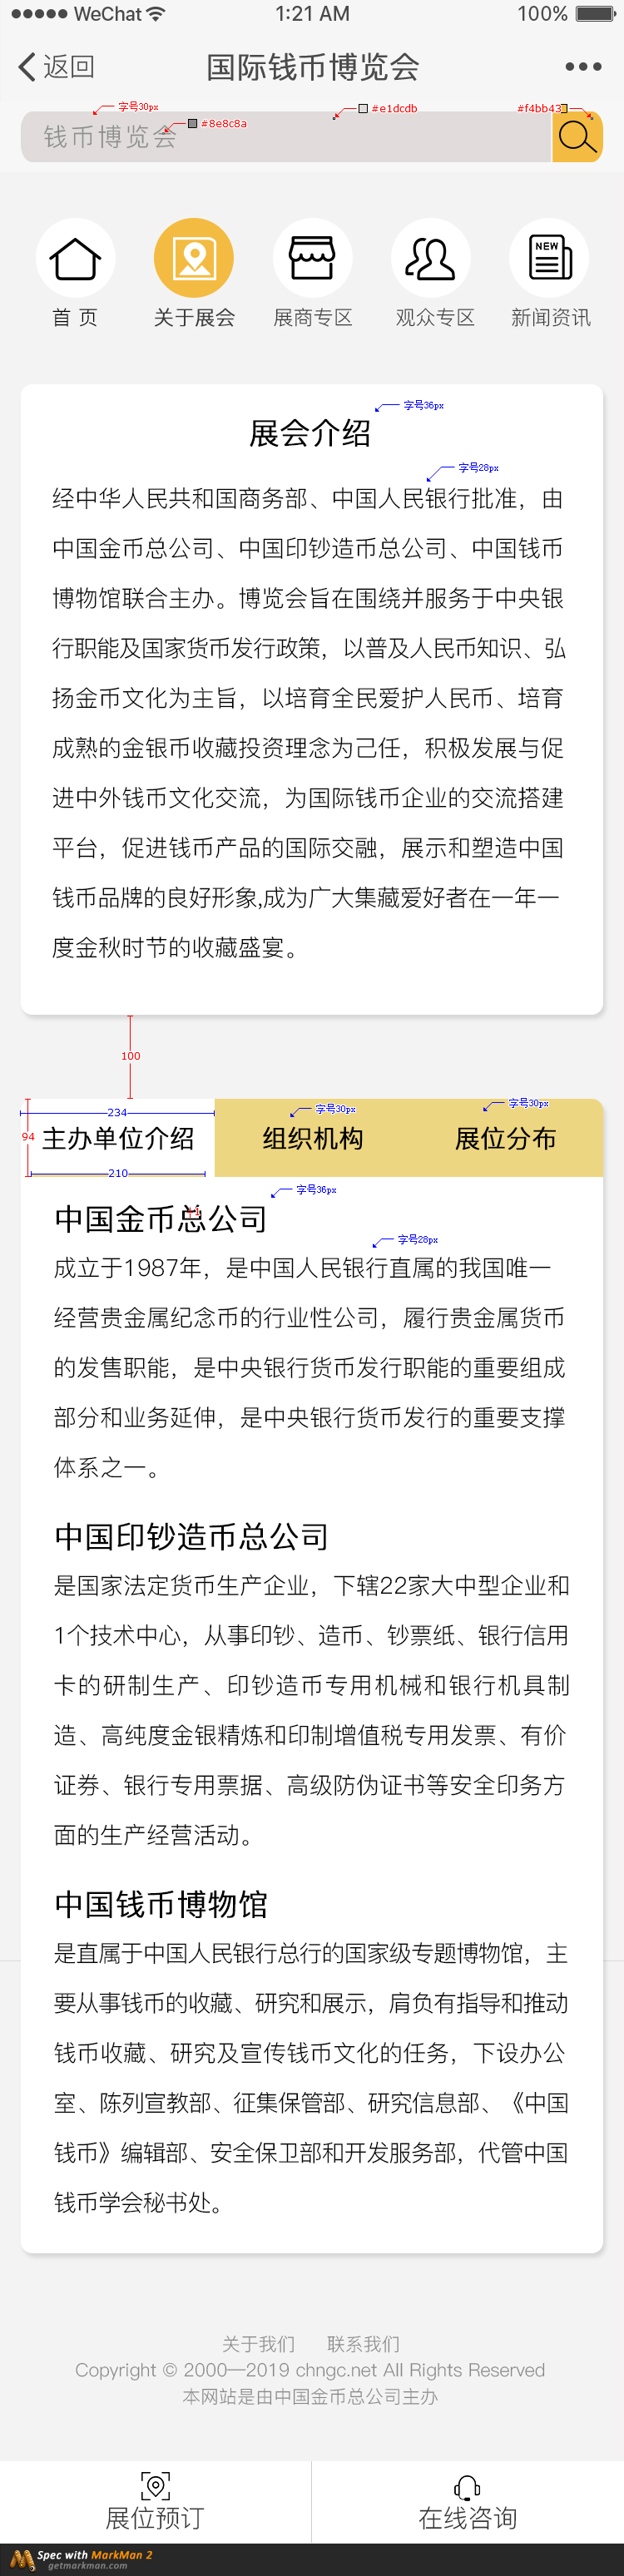 WeChat 1:21 AM 100%
返回 国际钱币博览会
字号30px #e1dcdb #f4bb43
钱币博览会 #8e8c8a
NEW
首 页 关于展会 展商专区 观众专区 新闻资讯
字号36px
展会介绍
字号28px
经中华人民共和国商务部、中国人民银行批准，由
中国金币总公司、中国印钞造币总公司、中国钱币
博物馆联合主办。博览会旨在围绕并服务于中央银
行职能及国家货币发行政策，以普及人民币知识、弘
扬金币文化为主旨，以培育全民爱护人民币、培育
成熟的金银币收藏投资理念为己任，积极发展与促
进中外钱币文化交流，为国际钱币企业的交流搭建
平台，促进钱币产品的国际交融，展示和塑造中国
钱币品牌的良好形象,成为广大集藏爱好者在一年一
度金秋时节的收藏盛宴。
100
234 字号30px 字号30px
94 主办单位介绍 组织机构 展位分布
210
字号36px
中国金币总公司
字号28px
成立于1987年，是中国人民银行直属的我国唯一
经营贵金属纪念币的行业性公司，履行贵金属货币
的发售职能，是中央银行货币发行职能的重要组成
部分和业务延伸，是中央银行货币发行的重要支撑
体系之一。
中国印钞造币总公司
是国家法定货币生产企业，下辖22家大中型企业和
1个技术中心，从事印钞、造币、钞票纸、银行信用
卡的研制生产、印钞造币专用机械和银行机具制
造、高纯度金银精炼和印制增值税专用发票、有价
证券、银行专用票据、高级防伪证书等安全印务方
面的生产经营活动。
中国钱币博物馆
是直属于中国人民银行总行的国家级专题博物馆，主
要从事钱币的收藏、研究和展示，肩负有指导和推动
钱币收藏、研究及宣传钱币文化的任务，下设办公
室、陈列宣教部、征集保管部、研究信息部、《中国
钱币》编辑部、安全保卫部和开发服务部，代管中国
钱币学会秘书处。
关于我们 联系我们
Copyright © 2000—2019 chngc.net All Rights Reserved
本网站是由中国金币总公司主办
展位预订 在线咨询
Spec with MarkMan 2
getmarkman.com